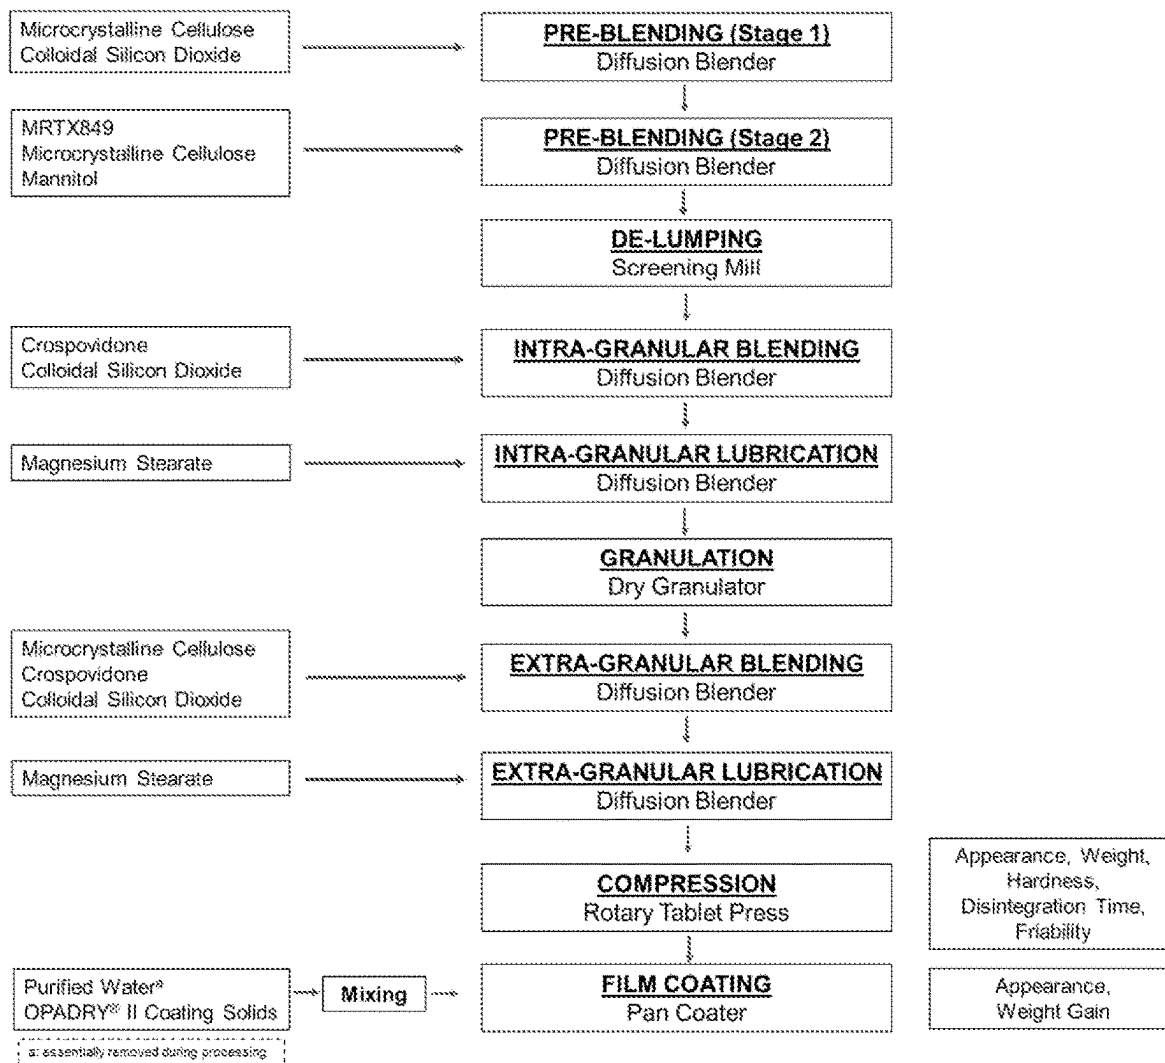 Microcrystalline Cellulose
Colloidal Silicon Dioxide
PRE-BLENDING (Stage 1)
Diffusion Blender
MRTX849
Microcrystalline Cellulose
Mannitol
PRE-BLENDING (Stage 2)
Diffusion Blender
DE-LUMPING
Screening Mill
Crospovidone
Colloidal Silicon Dioxide
INTRA-GRANULAR BLENDING
Diffusion Blender
Magnesium Stearate
INTRA-GRANULAR LUBRICATION
Diffusion Blender
GRANULATION
Dry Granulator
Microcrystalline Cellulose
Crospovidone
Colloidal Silicon Dioxide
EXTRA-GRANULAR BLENDING
Diffusion Blender
Magnesium Stearate
EXTRA-GRANULAR LUBRICATION
Diffusion Blender
COMPRESSION
Rotary Tablet Press
Appearance, Weight,
Hardness,
Disintegration Time,
Friability
Purified Waterª
OPADRY® II Coating Solids
Mixing
FILM COATING
Pan Coater
Appearance,
Weight Gain
a: essentially removed during processing